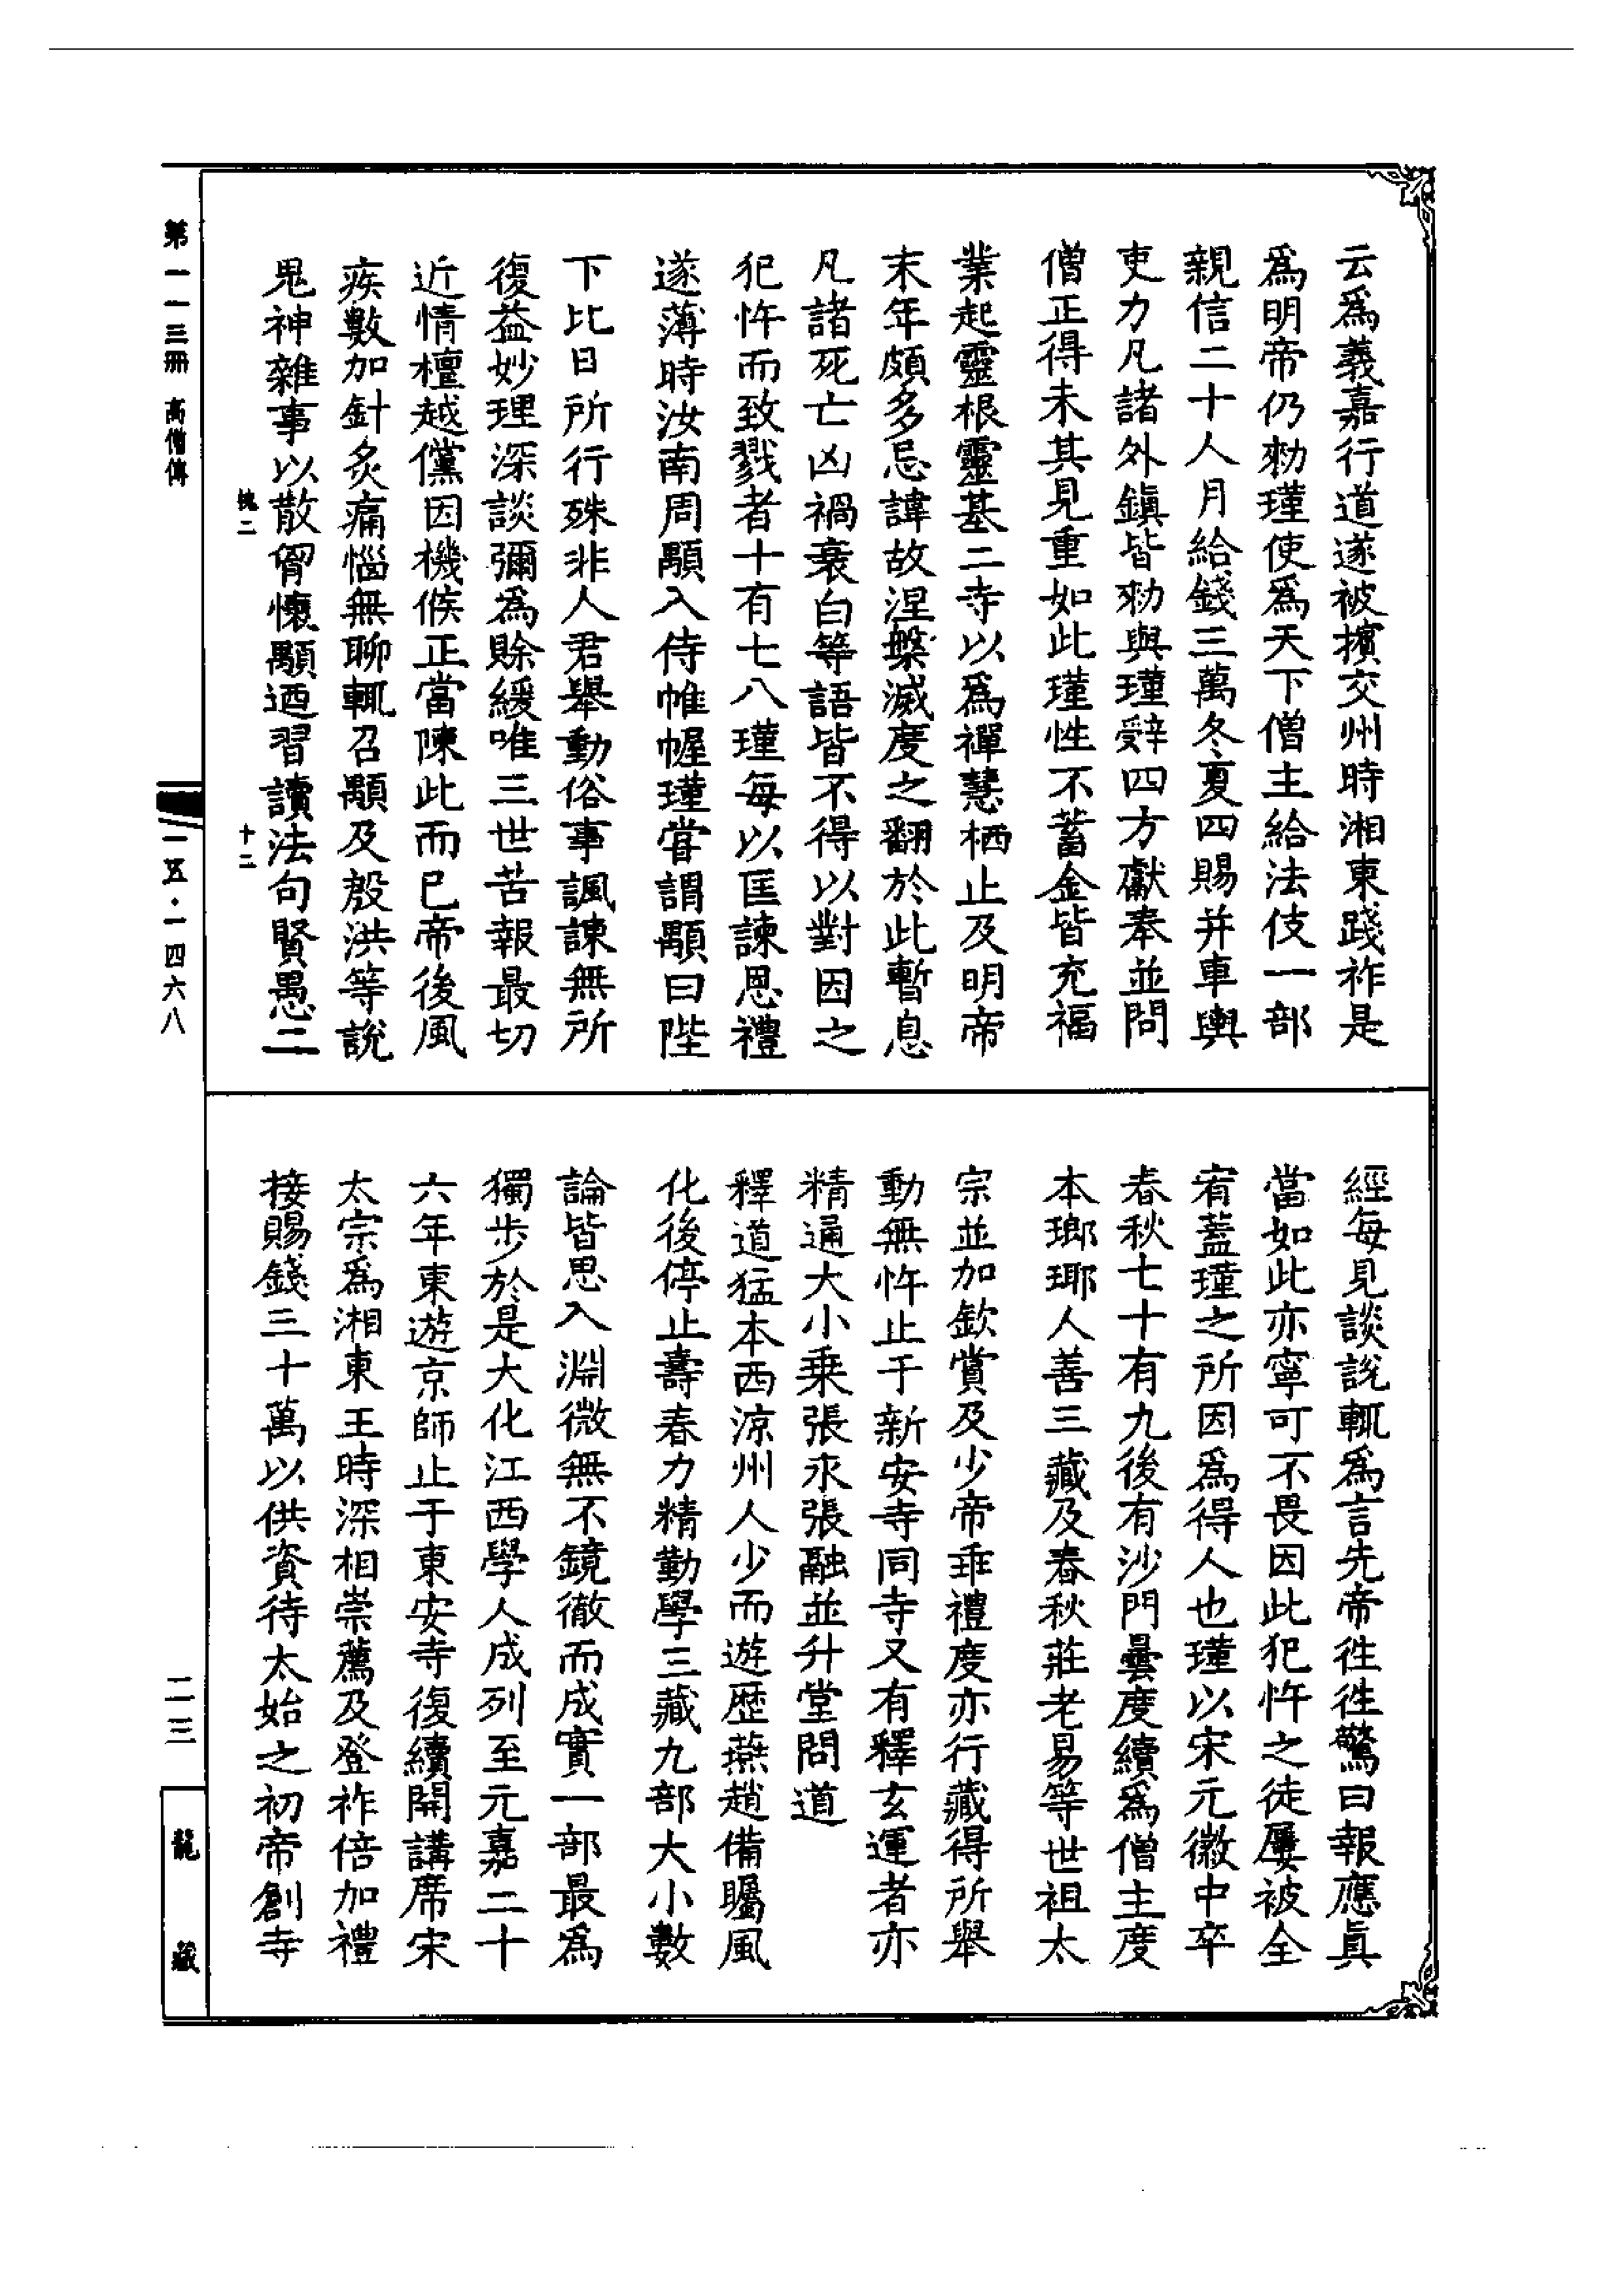 云爲義嘉行道遂被擯交州時湘東踐祚是
爲明帝仍勑瑾使爲天下僧主給法伎一部
親信二十人月給錢三萬冬夏四賜并車輿
吏力凡諸外鎭皆勑與瑾辭四方獻奉並問
僧正得未其見重如此瑾性不蓄金皆充福
業起靈根靈基二寺以爲禪慧栖止及明帝
末年頗多忌諱故涅槃滅度之翻於此暫息
凡諸死亡凶禍衰白等語皆不得以對因之
犯忤而致戮者十有七八瑾每以匡諫恩禮
遂薄時汝南周顒入侍帷幄瑾甞謂顒曰陛
下比日所行殊非人君舉動俗事諷諫無所
復益妙理深談彌爲賒緩唯三世苦報最切
近情檀越儻因機候正當陳此而已帝後風
疾數加針炙痛惱無聊輒召顒及殷洪等說
鬼神雜事以散胷懷顒迺習讀法句賢愚二
經每見談說輒爲言先帝徃徃驚曰報應眞
當如此亦寧可不畏因此犯忤之徒屢被全
宥蓋瑾之所因爲得人也瑾以宋元徽中卒
春秋七十有九後有沙門曇度續爲僧主度
本瑯瑘人善三藏及春秋莊老易等世祖太
宗並加欽賞及少帝乖禮度亦行藏得所舉
動無忤止于新安寺同寺又有釋玄運者亦
精通大小乗張永張融並升堂問道
釋道猛本西涼州人少而遊歴燕趙備矚風
化後停止壽春力精勤學三藏九部大小數
論皆思入淵微無不鏡徹而成實一部最爲
獨步於是大化江西學人成列至元嘉二十
六年東遊京師止于東安寺復續開講席宋
太宗爲湘東王時深相崇薦及登祚倍加禮
接賜錢三十萬以供資待太始之初帝創寺
第一一三冊 高僧傳
槐二 十二
一五·一四六八
二三
龍藏